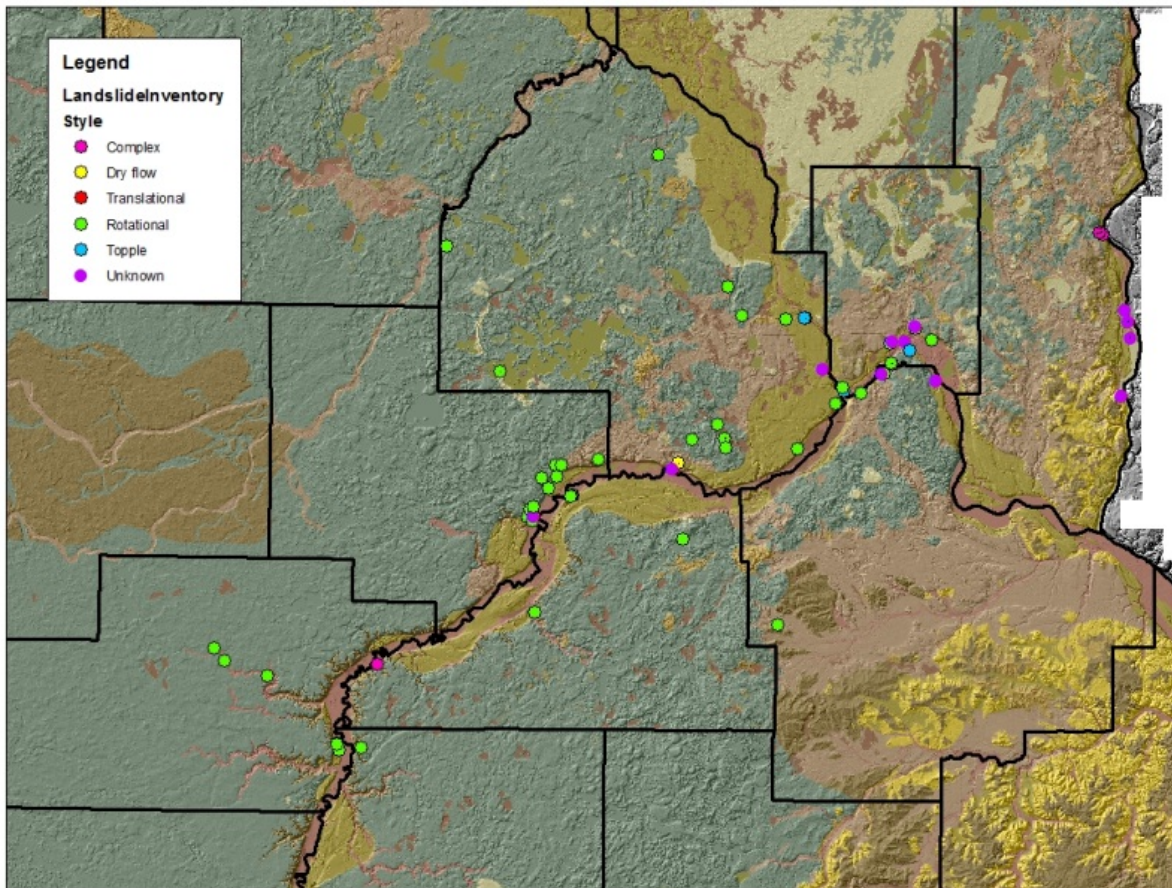 Legend
LandslideInventory
Style
Complex
Dry flow
Translational
Rotational
Topple
Unknown